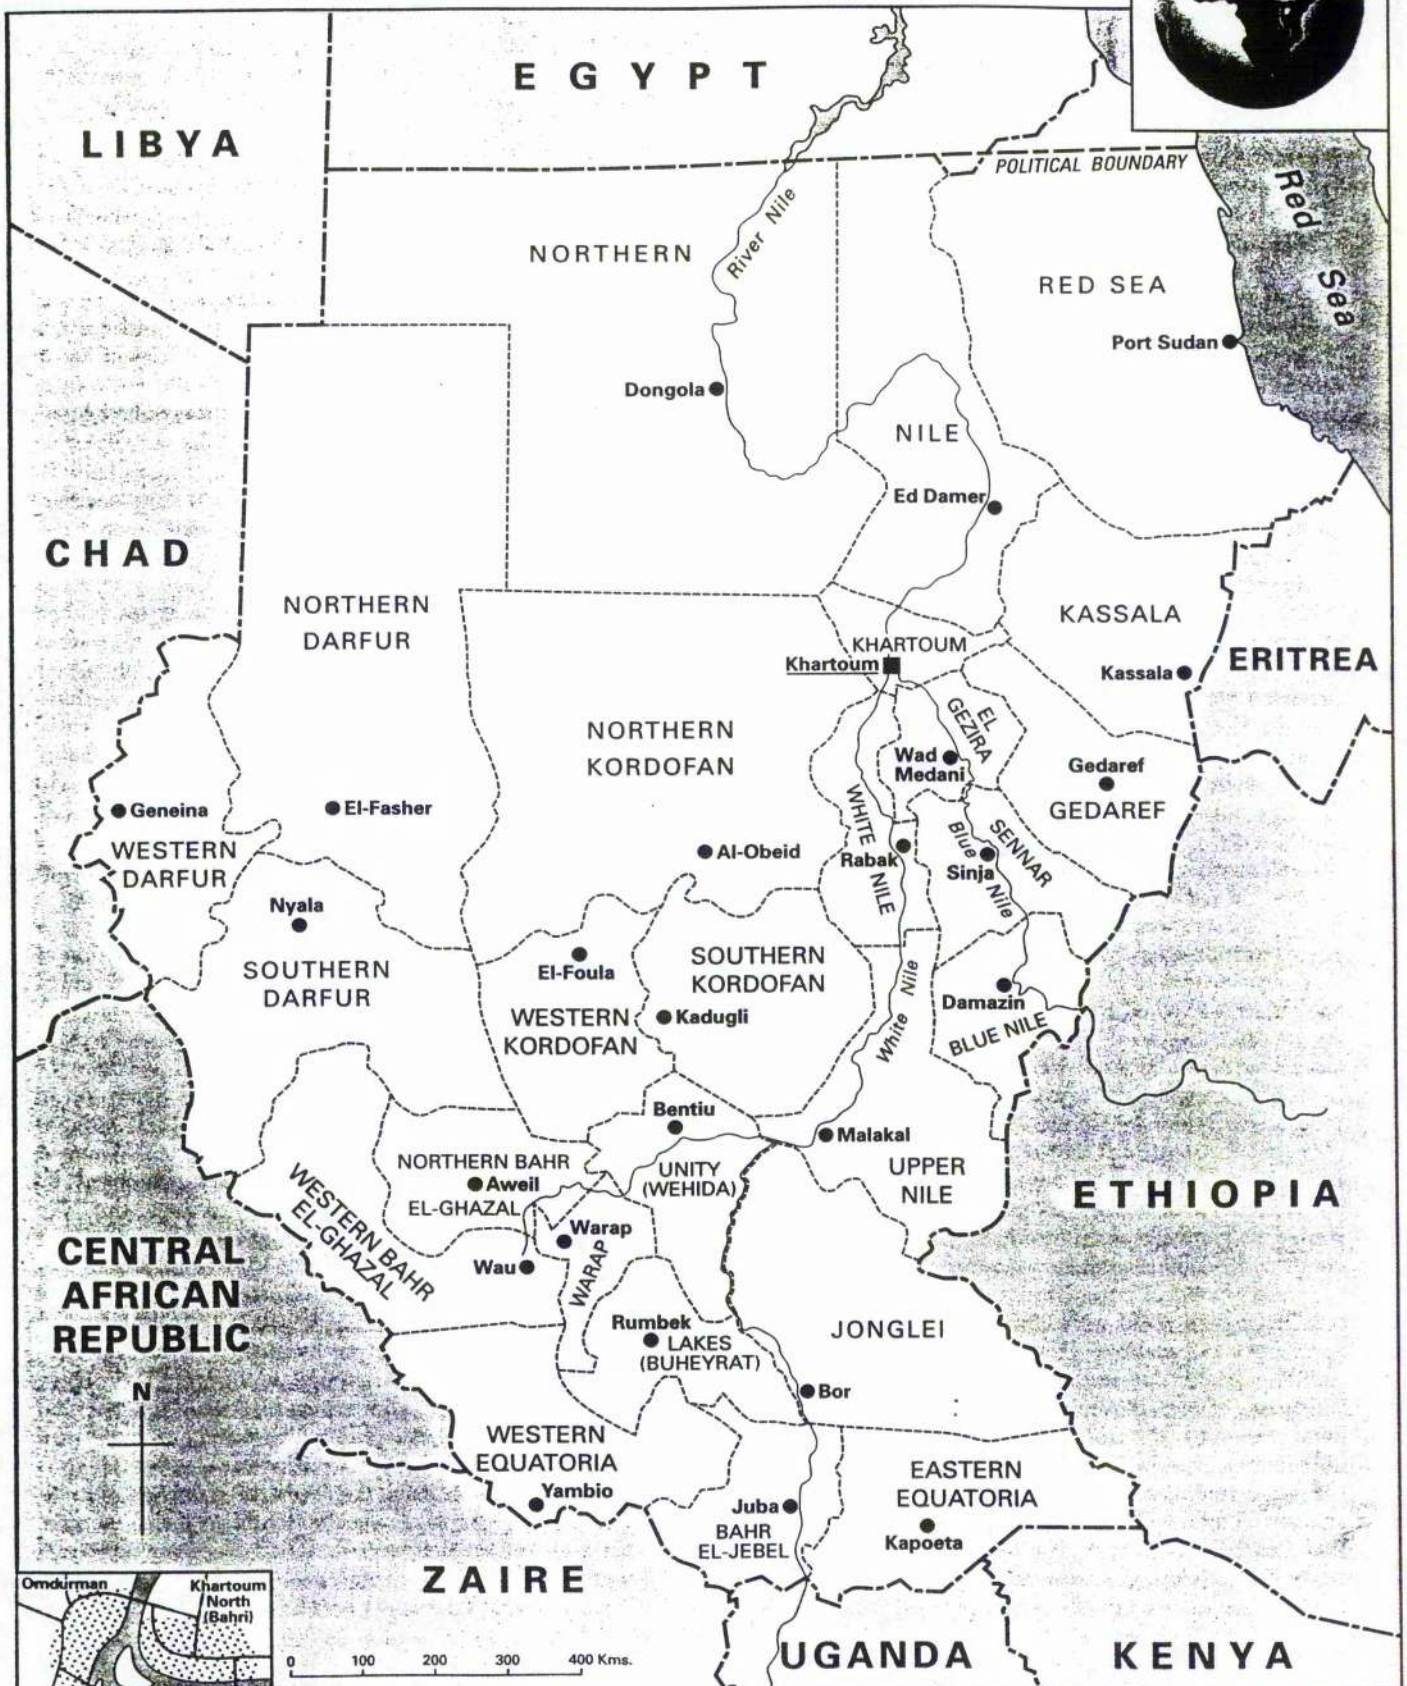 EGYPT
LIBYA
POLITICAL BOUNDARY
Red
Sea
River Nile
NORTHERN
RED SEA
Port Sudan
Dongola
NILE
Ed Damer
CHAD
NORTHERN
DARFUR
KASSALA
KHARTOUM
Khartoum
ERITREA
Kassala
EL
GEZIRA
NORTHERN
KORDOFAN
Wad
Medani
Gedaref
GEDAREF
Geneina
El-Fasher
WESTERN
DARFUR
WHITE
NILE
Al-Obeid
Rabak
Blue
Nile
Sinja
SENNAR
Nyala
SOUTHERN
DARFUR
El-Foula
SOUTHERN
KORDOFAN
White Nile
Damazin
BLUE NILE
WESTERN
KORDOFAN
Kadugli
Bentiu
Malakal
NORTHERN BAHR
Aweil
EL-GHAZAL
UNITY
(WEHIDA)
UPPER
NILE
ETHIOPIA
WESTERN BAHR
EL-GHAZAL
Warap
WARAP
Wau
CENTRAL
AFRICAN
REPUBLIC
Rumbek
LAKES
(BUHEYRAT)
JONGLEI
N
Bor
WESTERN
EQUATORIA
Yambio
EASTERN
EQUATORIA
Juba
BAHR
EL-JEBEL
Kapoeta
ZAIRE
Omdurman
Khartoum
North
(Bahri)
UGANDA
KENYA
0 100 200 300 400 Kms.